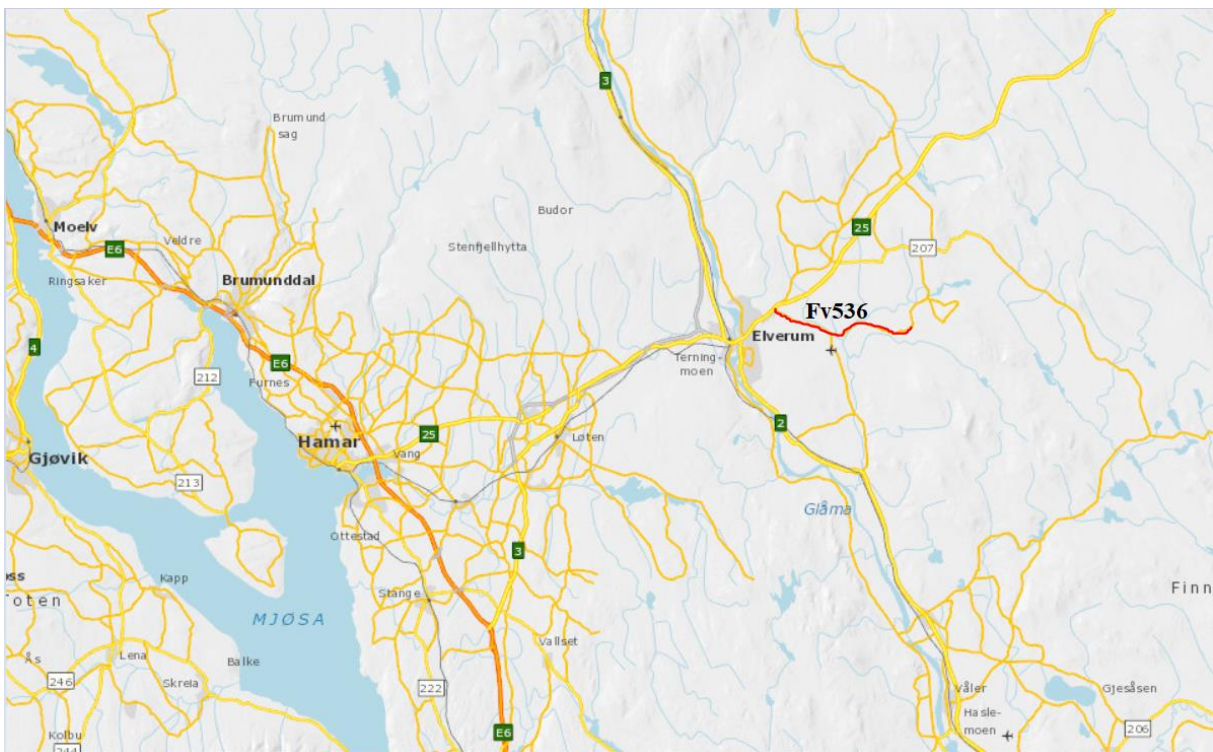 3
Brumund
sag
Budor
Moelv
Veldre
E6
Stenfjellhytta
25
207
Ringsaker
Brumunddal
Fv536
Elverum
4
E6
Terning-
moen
212
Furnes
2
Hamar
25
Løten
Vang
Gjøvik
213
Glåma
Ottestad
3
Kapp
Stange
Finn
oten
MJØSA
Vallset
Ås
Lena
Balke
246
Skreia
222
Våler
Gjesåsen
Hasle-
moen
Kolbu
E6
206
244